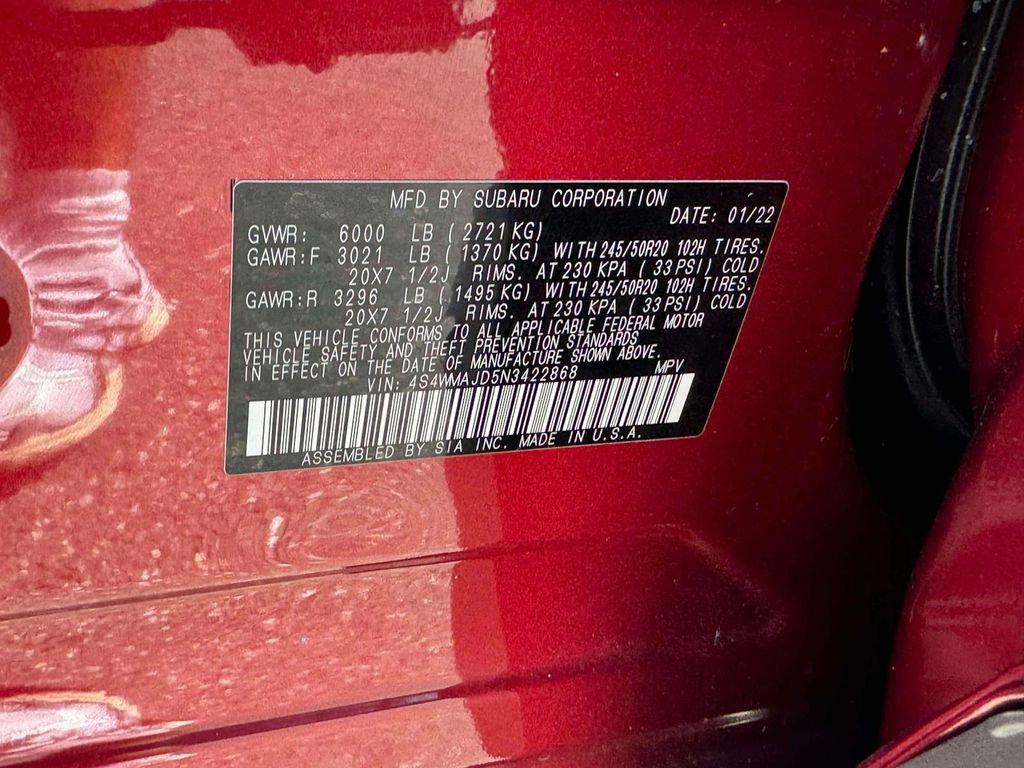 MFD BY SUBARU CORPORATION
DATE: 01/22
GVWR: 6000 LB ( 2721 KG)
GAWR:F 3021 LB ( 1370 KG) WITH 245/50R20 102H TIRES.
20X7 1/2J RIMS. AT 230 KPA ( 33 PSI) COLD
GAWR:R 3296 LB ( 1495 KG) WITH 245/50R20 102H TIRES.
20X7 1/2J RIMS. AT 230 KPA ( 33 PSI) COLD
THIS VEHICLE CONFORMS TO ALL APPLICABLE FEDERAL MOTOR
VEHICLE SAFETY AND THEFT PREVENTION STANDARDS
IN EFFECT ON THE DATE OF MANUFACTURE SHOWN ABOVE.
VIN: 4S4WMAJD5N3422868 MPV
ASSEMBLED BY SIA INC. MADE IN U.S.A.